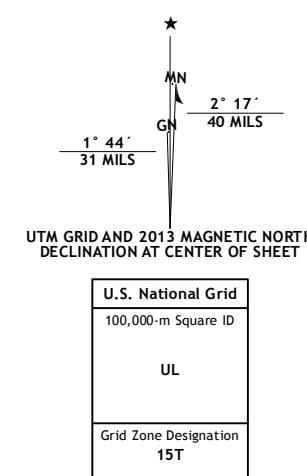 ★
MN
GN
2° 17´
40 MILS
1° 44´
31 MILS
UTM GRID AND 2013 MAGNETIC NORTH
DECLINATION AT CENTER OF SHEET
U.S. National Grid
100,000-m Square ID
UL
Grid Zone Designation
15T